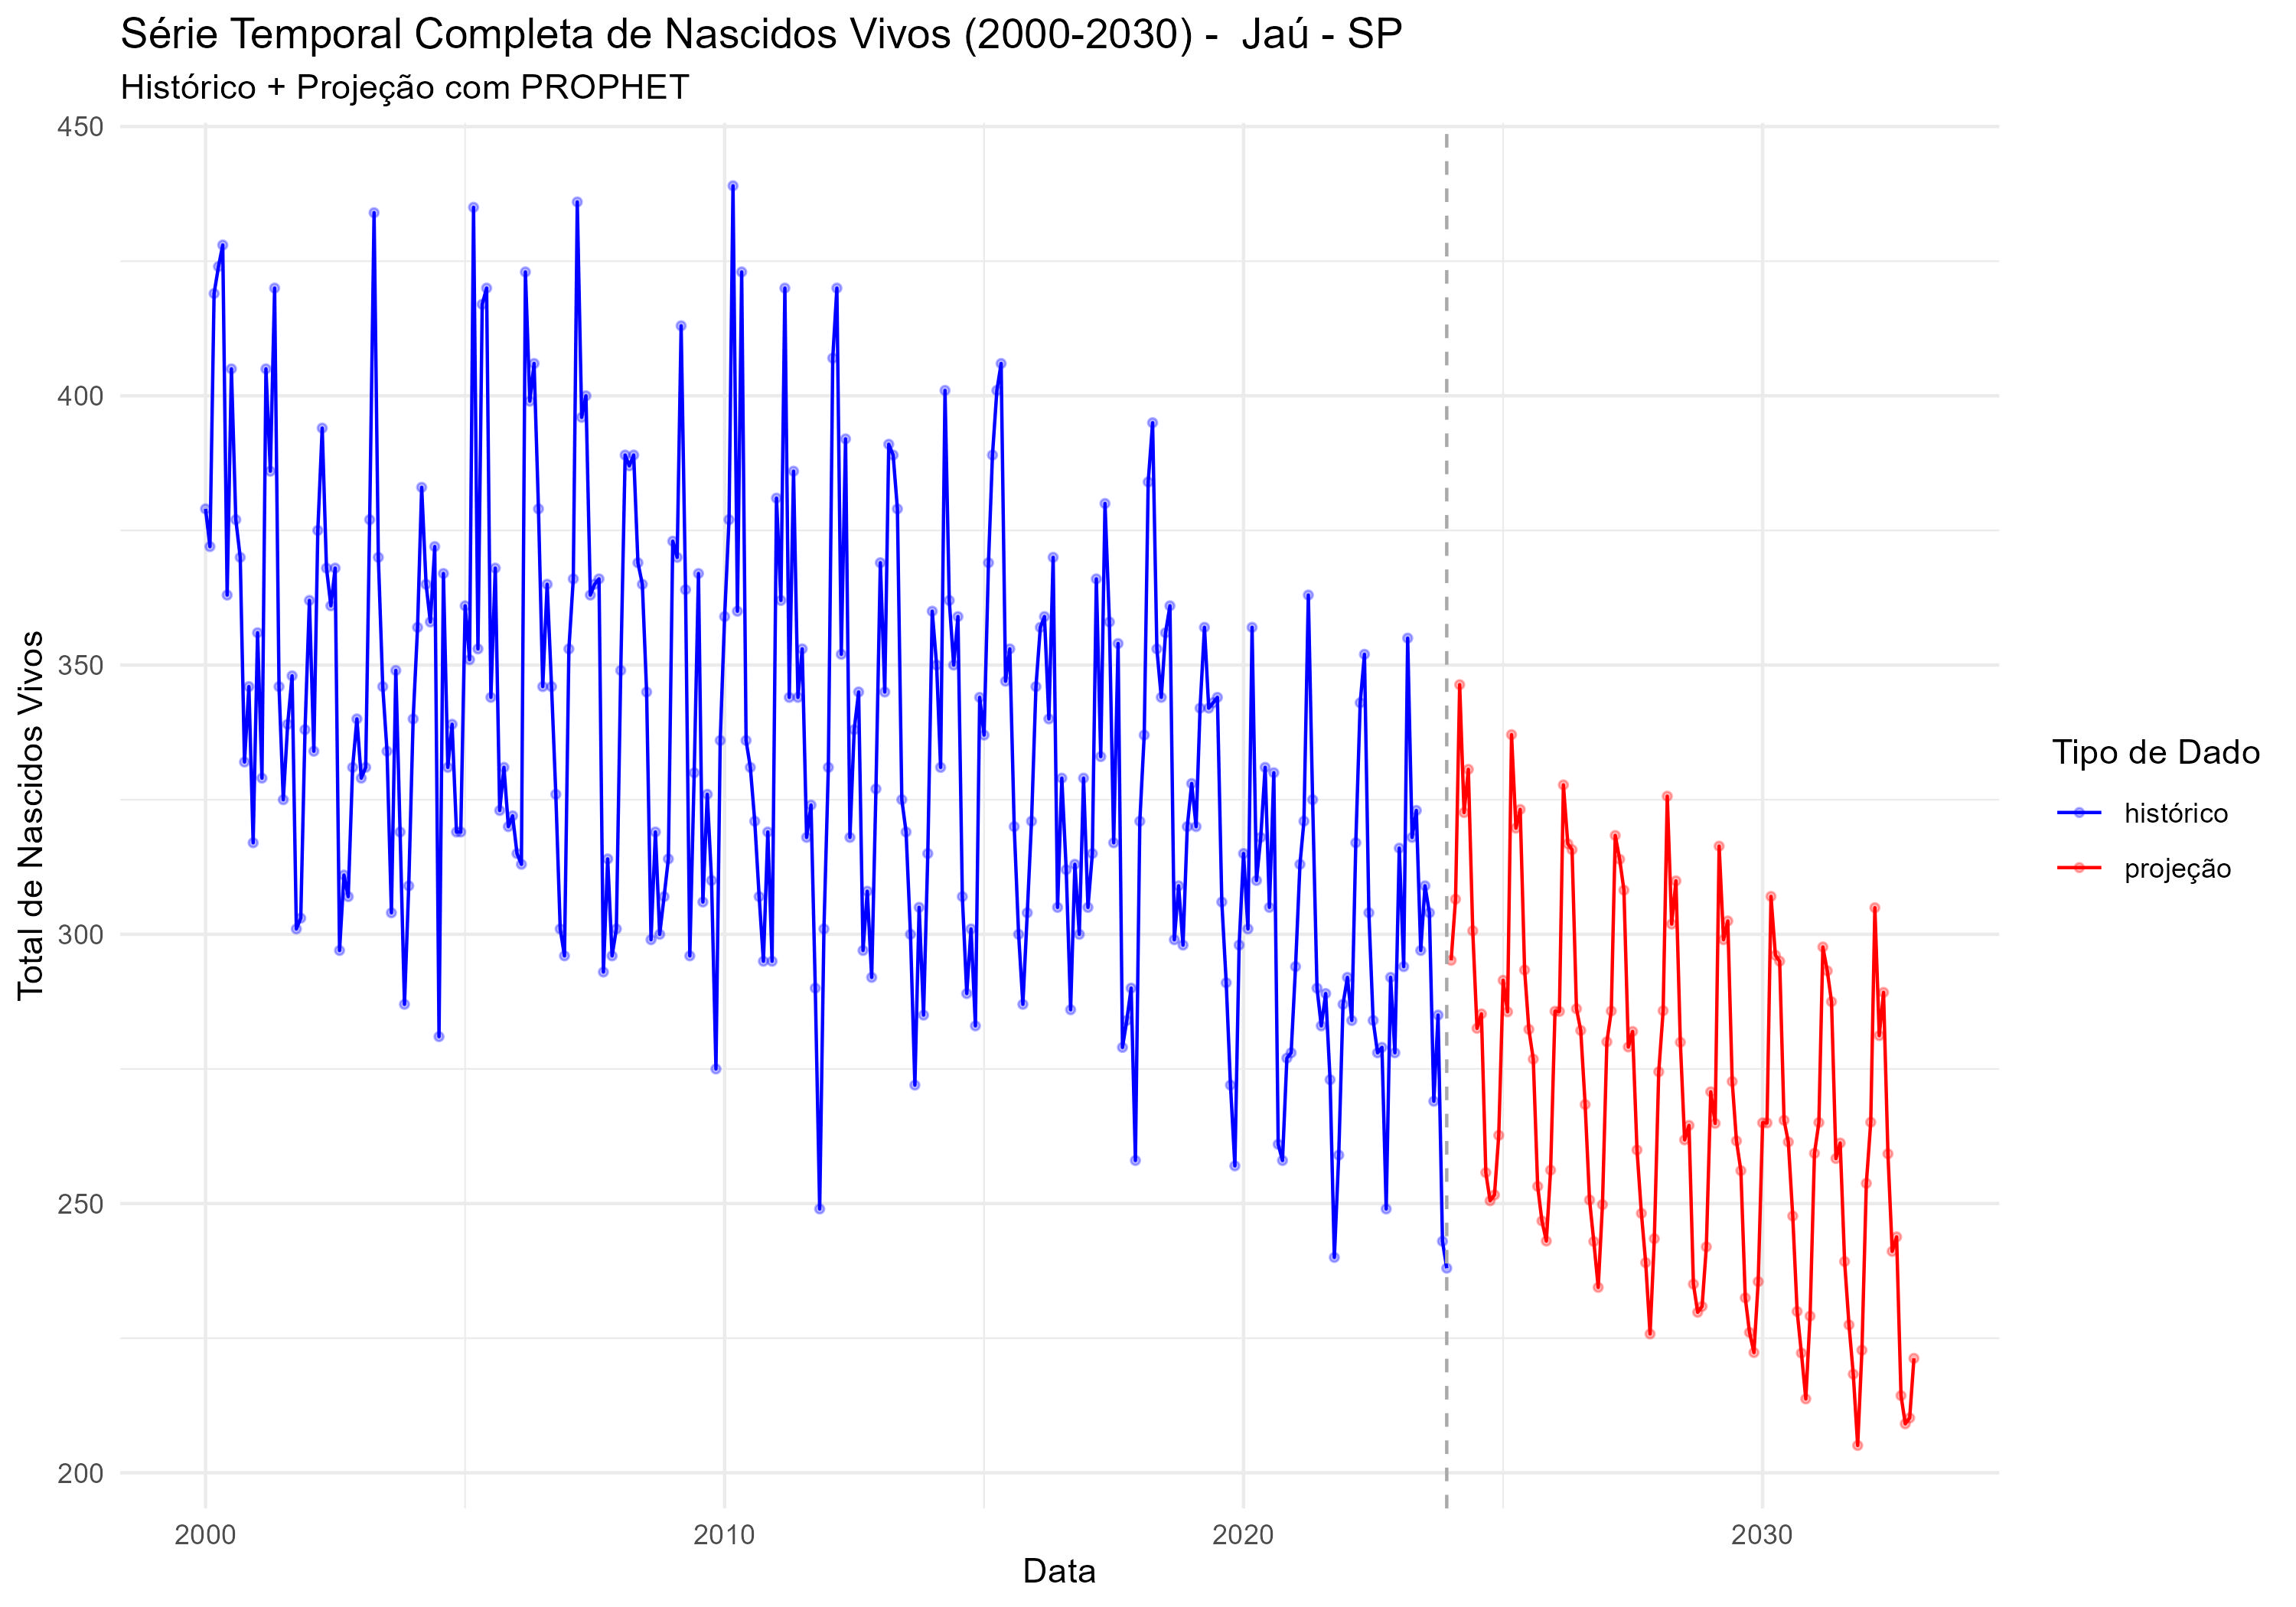 Série Temporal Completa de Nascidos Vivos (2000-2030) -  Jaú - SP
Histórico + Projeção com PROPHET
Total de Nascidos Vivos
450
400
350
300
250
200
2000
2010
2020
2030
Data
Tipo de Dado
histórico
projeção